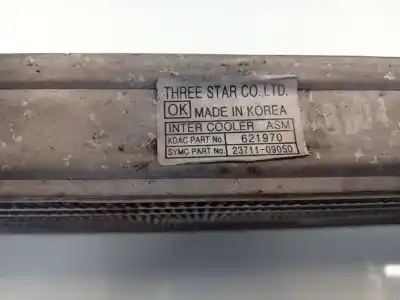 THREE STAR CO.,LTD.
OK MADE IN KOREA
INTER COOLER ASM
KDAC PART No. 621970
SYMC PART No. 23711-09050